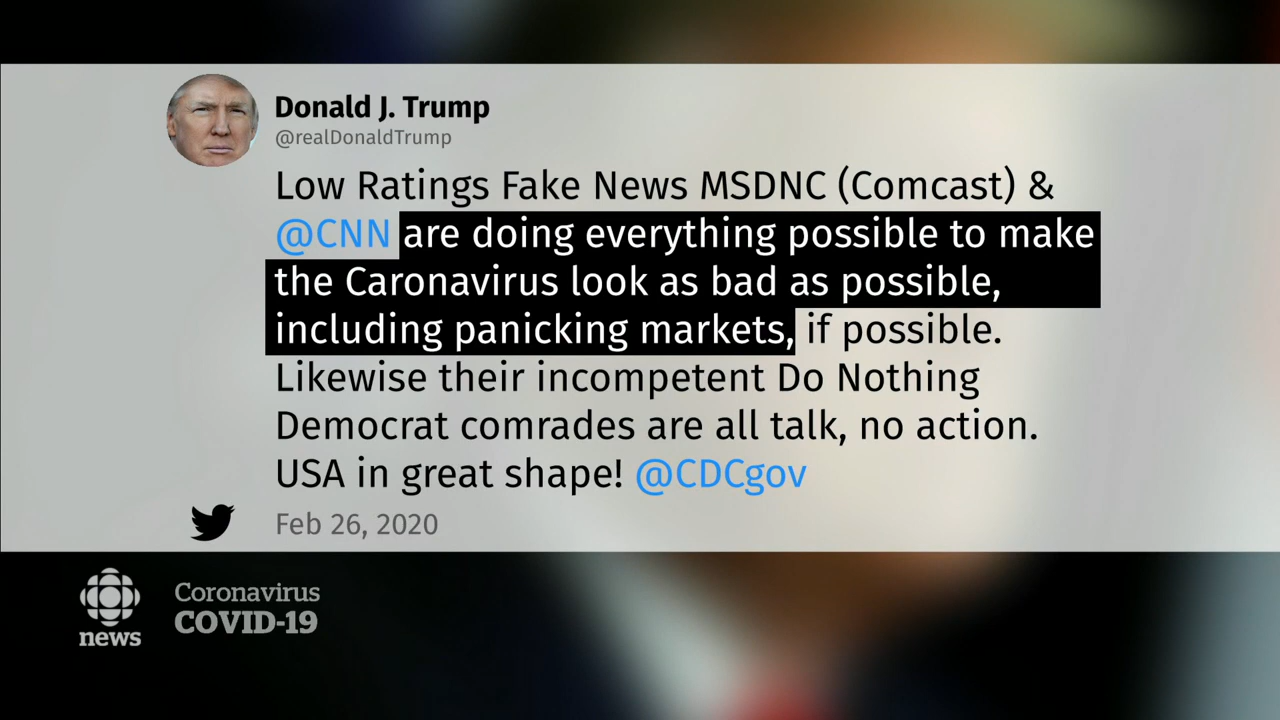 Donald J. Trump
@realDonaldTrump
Low Ratings Fake News MSDNC (Comcast) &
@CNN are doing everything possible to make
the Caronavirus look as bad as possible,
including panicking markets, if possible.
Likewise their incompetent Do Nothing
Democrat comrades are all talk, no action.
USA in great shape! @CDCgov
Feb 26, 2020
news
Coronavirus
COVID-19